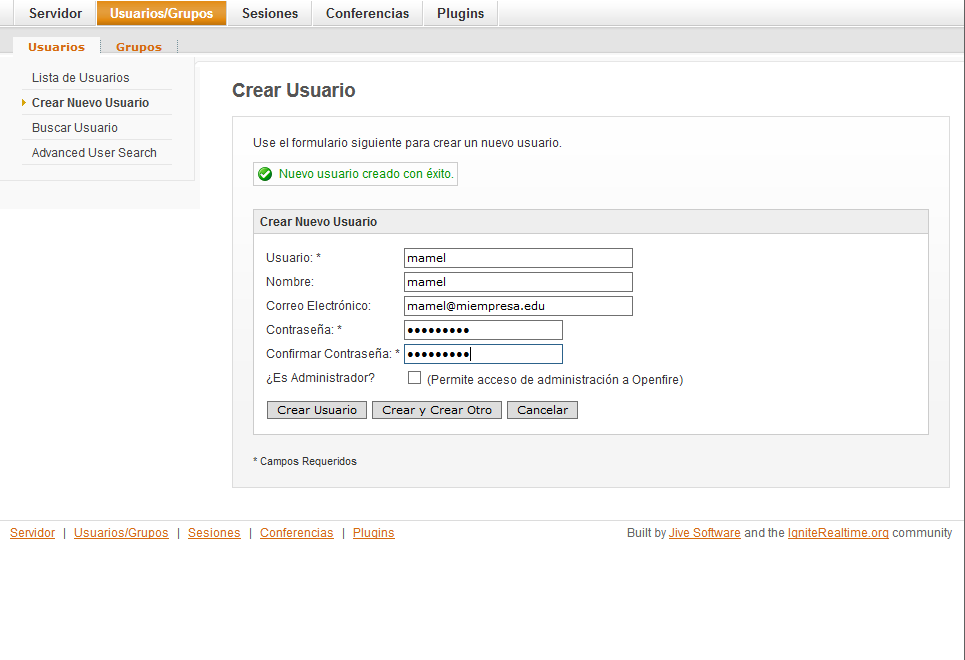 Servidor Usuarios/Grupos Sesiones Conferencias Plugins
Usuarios Grupos
Lista de Usuarios
Crear Nuevo Usuario
Buscar Usuario
Advanced User Search
Crear Usuario
Use el formulario siguiente para crear un nuevo usuario.
Nuevo usuario creado con éxito.
Crear Nuevo Usuario
Usuario: * mamel
Nombre: mamel
Correo Electrónico: mamel@miempresa.edu
Contraseña: * •••••••••
Confirmar Contraseña: * •••••••••
¿Es Administrador? (Permite acceso de administración a Openfire)
Crear Usuario Crear y Crear Otro Cancelar
* Campos Requeridos
Servidor | Usuarios/Grupos | Sesiones | Conferencias | Plugins Built by Jive Software and the IgniteRealtime.org community